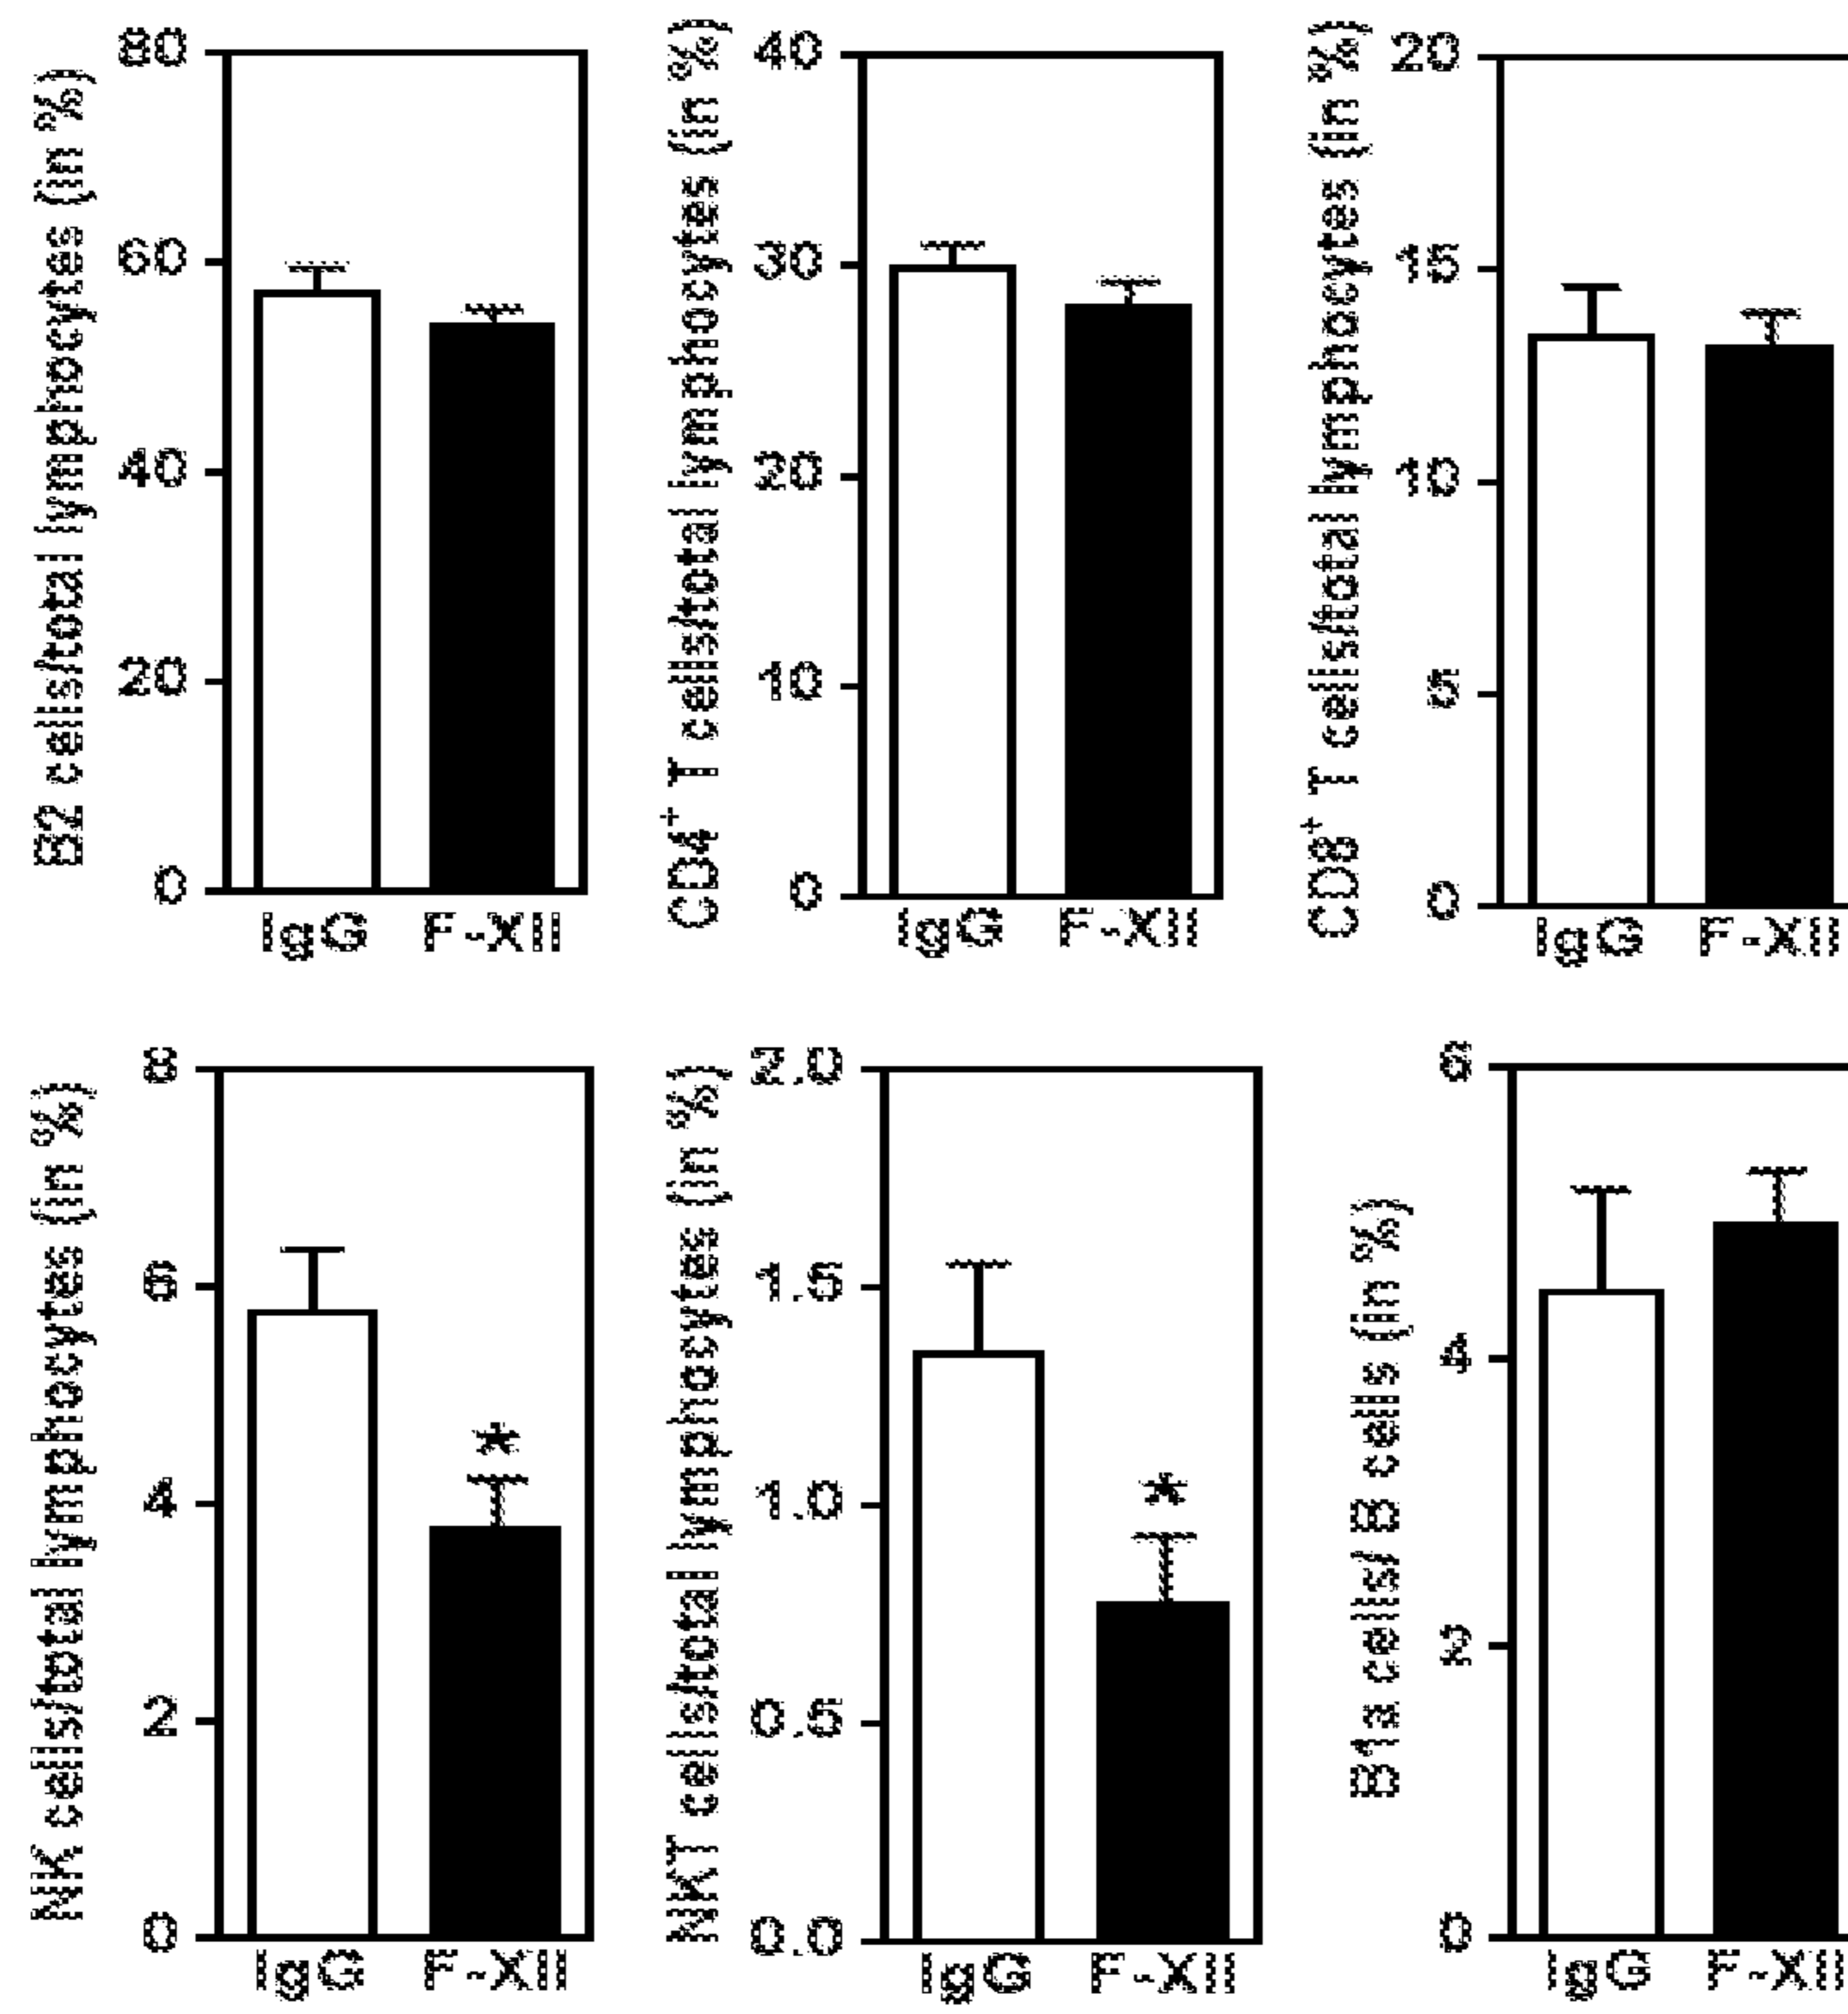 B2 cells/total lymphocytes (in %)
80
60
40
20
0
IgG F-XII
CD4⁺ T cells/total lymphocytes (in %)
40
30
20
10
0
IgG F-XII
CD8⁺ T cells/total lymphocytes (in %)
20
15
10
5
0
IgG F-XII
NK cells/total lymphocytes (in %)
8
6
4
2
0
*
IgG F-XII
NKT cells/total lymphocytes (in %)
2.0
1.5
1.0
0.5
0.0
*
IgG F-XII
B1a cells/ B cells (in %)
6
4
2
0
IgG F-XII